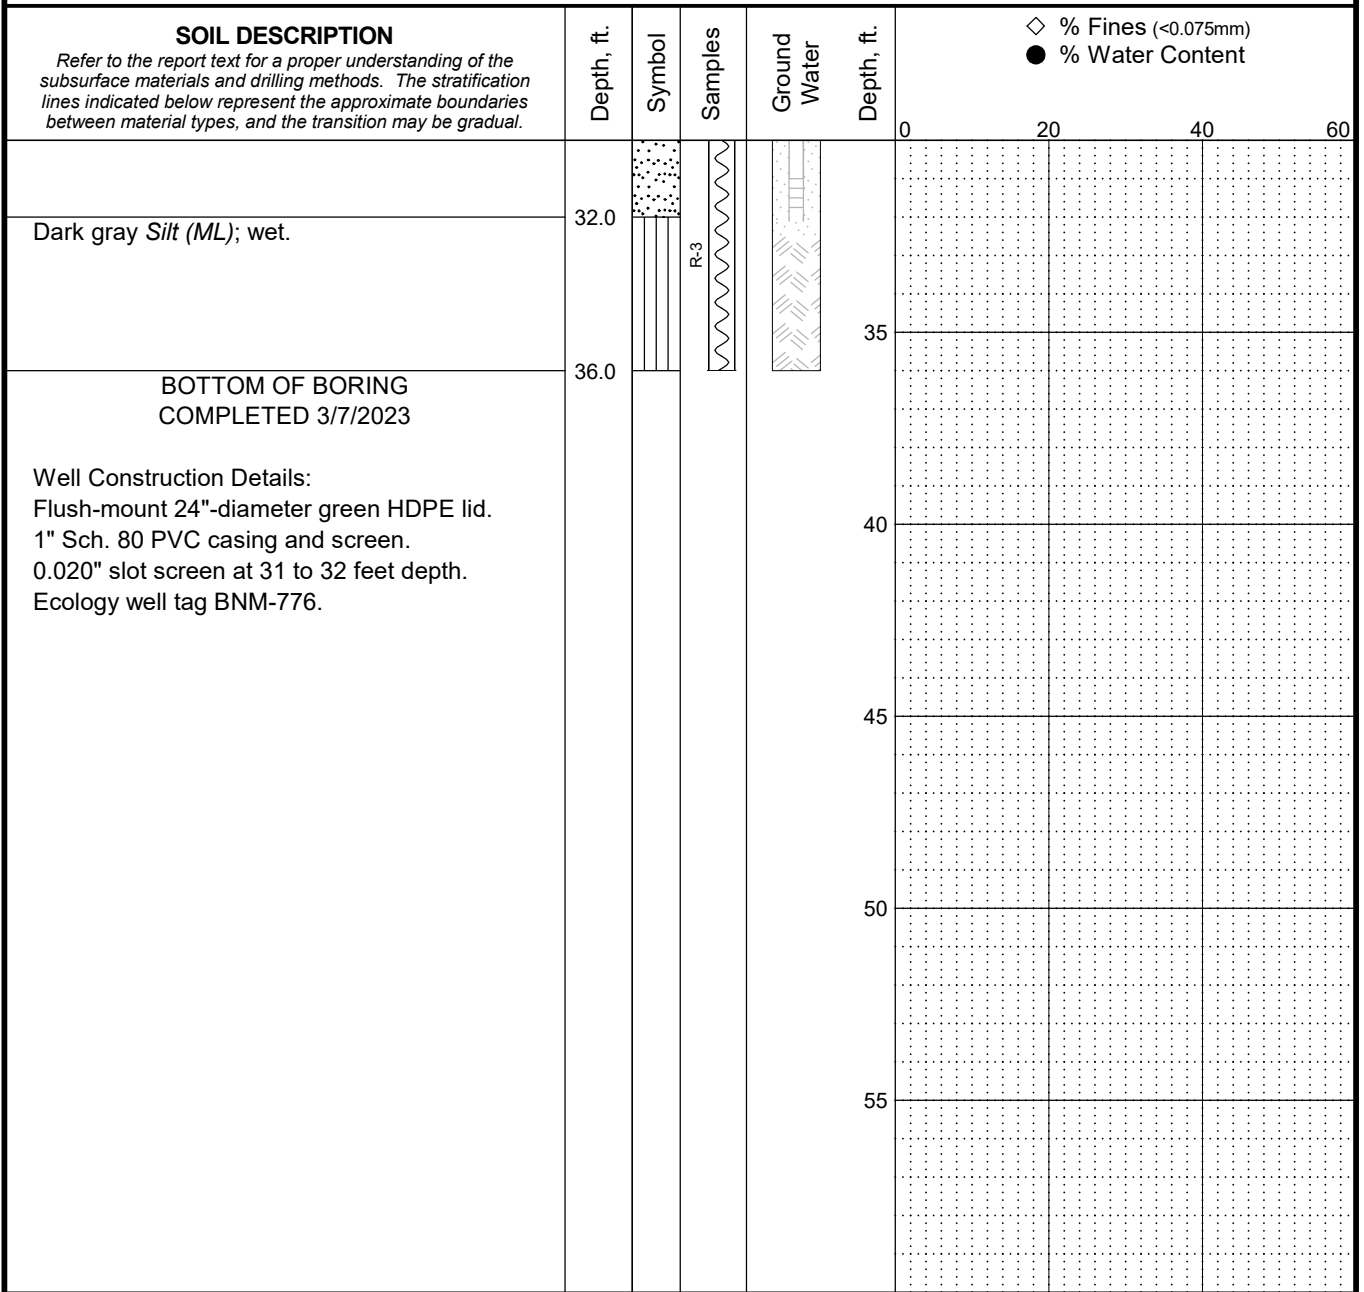 SOIL DESCRIPTION
Refer to the report text for a proper understanding of the
subsurface materials and drilling methods. The stratification
lines indicated below represent the approximate boundaries
between material types, and the transition may be gradual.
Depth, ft.
Symbol
Samples
Ground
Water
Depth, ft.
◇ % Fines (<0.075mm)
● % Water Content
0 20 40 60
32.0
Dark gray Silt (ML); wet.
R-3
35
36.0
BOTTOM OF BORING
COMPLETED 3/7/2023
Well Construction Details:
Flush-mount 24"-diameter green HDPE lid.
1" Sch. 80 PVC casing and screen.
0.020" slot screen at 31 to 32 feet depth.
Ecology well tag BNM-776.
40
45
50
55